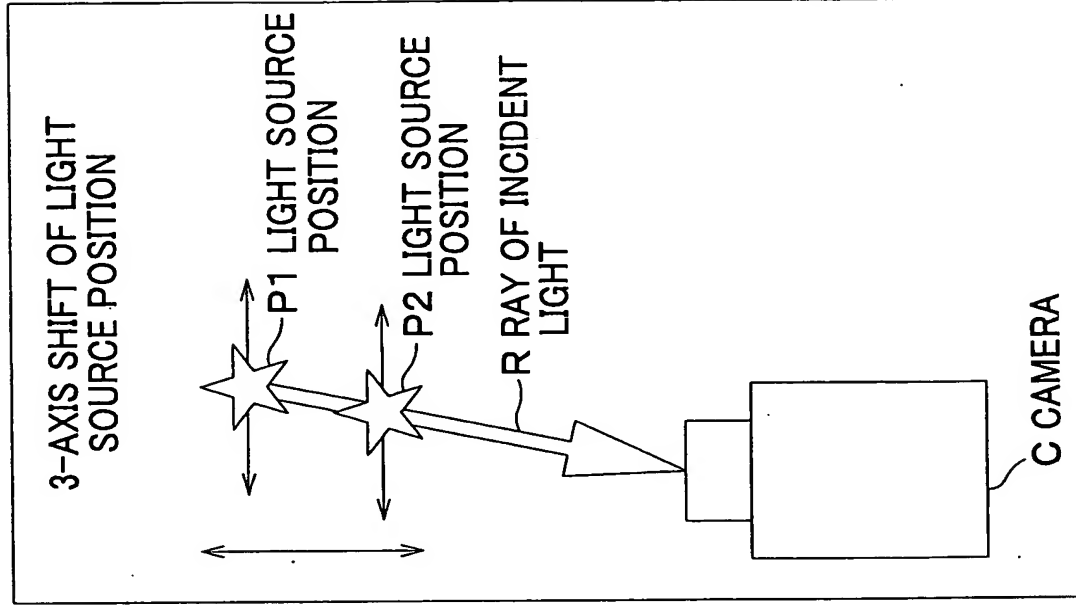 3-AXIS SHIFT OF LIGHT
SOURCE POSITION
P1 LIGHT SOURCE
POSITION
P2 LIGHT SOURCE
POSITION
R RAY OF INCIDENT
LIGHT
C CAMERA